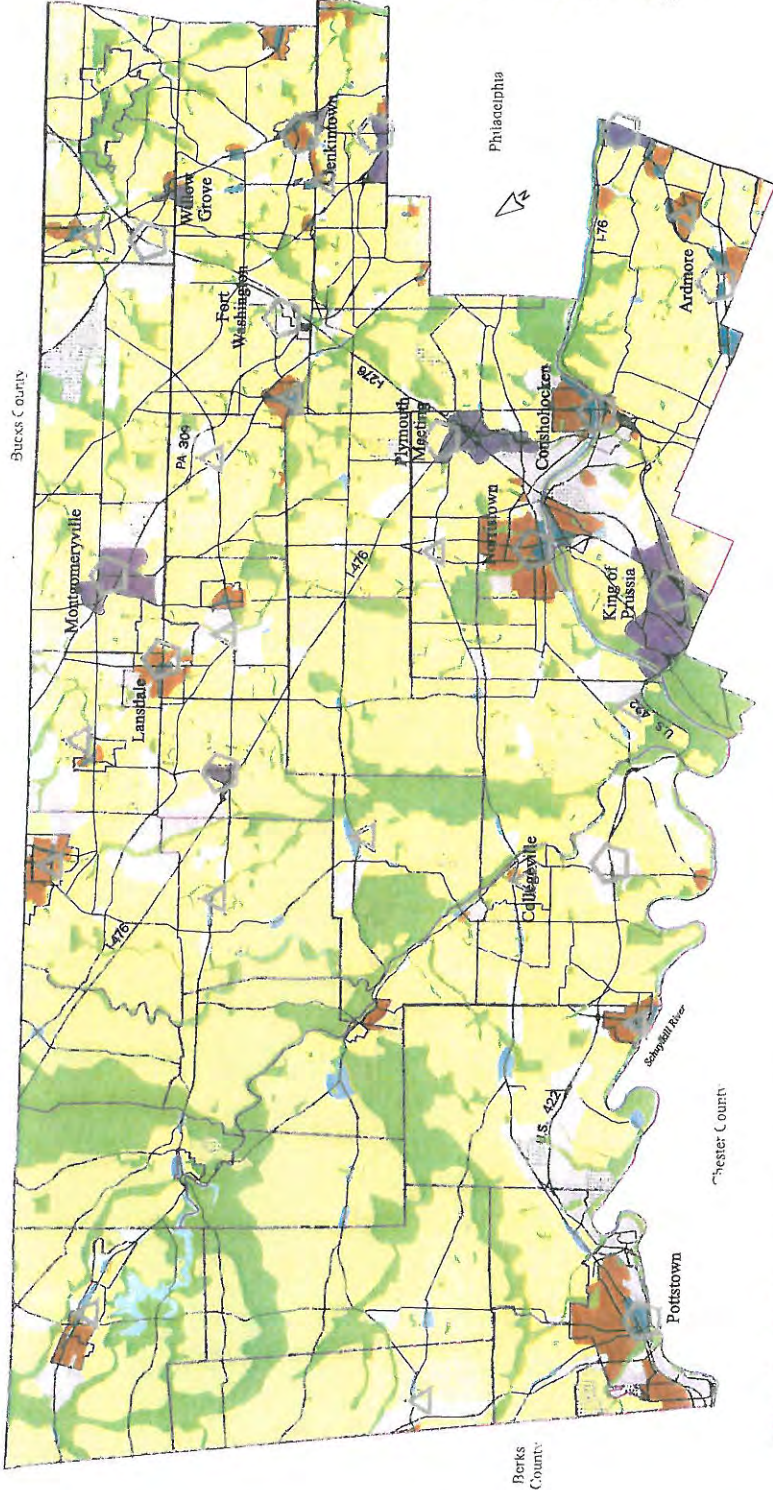 Bucks County
Philadelphia
N
Willow
Grove
Jenkintown
Fort
Washington
I-276
PA 309
Montgomeryville
Lansdale
Plymouth
Meeting
Conshohocken
I-76
Ardmore
Norristown
King of
Prussia
I-476
U.S. 492
I-476
Collegeville
Schuylkill River
U.S. 422
Chester County
Pottstown
Berks
County